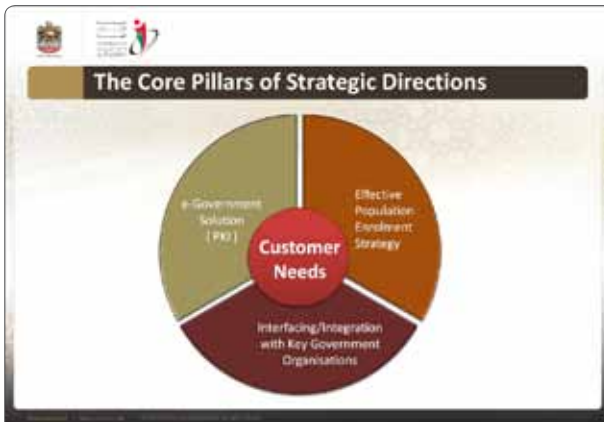 The Core Pillars of Strategic Directions
e-Government
Solution
( PKI )
Effective
Population
Enrolment
Strategy
Customer
Needs
Interfacing/Integration
with Key Government
Organisations